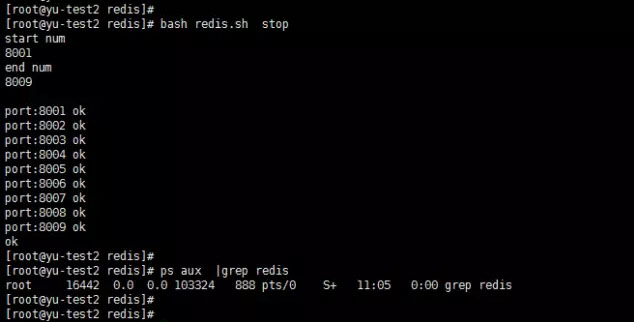 [root@yu-test2 redis]#
[root@yu-test2 redis]# bash redis.sh  stop
start num
8001
end num
8009
port:8001 ok
port:8002 ok
port:8003 ok
port:8004 ok
port:8005 ok
port:8006 ok
port:8007 ok
port:8008 ok
port:8009 ok
ok
[root@yu-test2 redis]#
[root@yu-test2 redis]# ps aux  |grep redis
root     16442  0.0  0.0 103324   888 pts/0    S+   11:05   0:00 grep redis
[root@yu-test2 redis]#
[root@yu-test2 redis]#